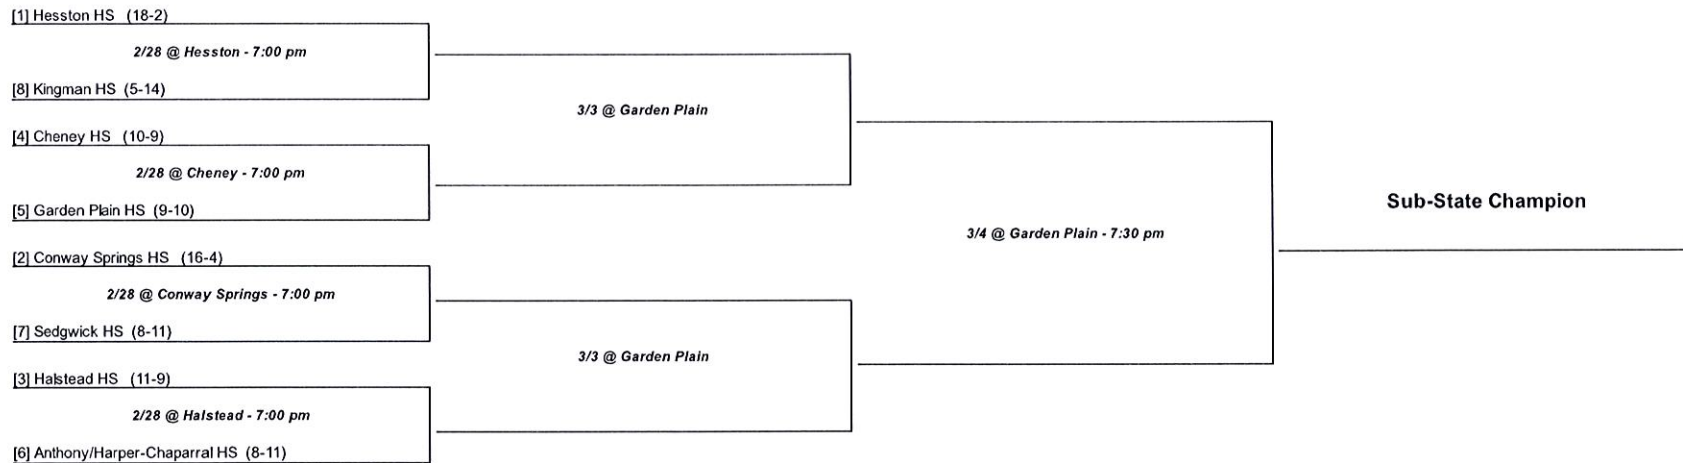 [1] Hesston HS (18-2)
2/28 @ Hesston - 7:00 pm
[8] Kingman HS (5-14)
3/3 @ Garden Plain
[4] Cheney HS (10-9)
2/28 @ Cheney - 7:00 pm
[5] Garden Plain HS (9-10)
Sub-State Champion
3/4 @ Garden Plain - 7:30 pm
[2] Conway Springs HS (16-4)
2/28 @ Conway Springs - 7:00 pm
[7] Sedgwick HS (8-11)
3/3 @ Garden Plain
[3] Halstead HS (11-9)
2/28 @ Halstead - 7:00 pm
[6] Anthony/Harper-Chaparral HS (8-11)